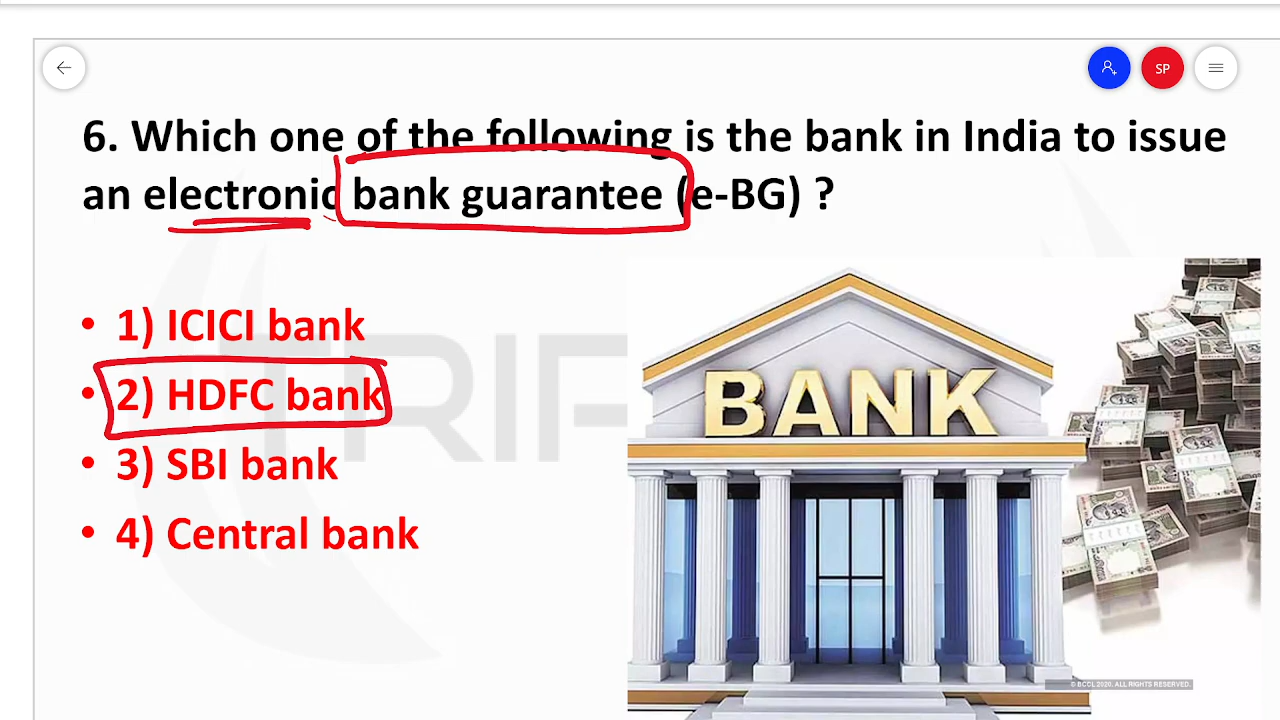 SP
6. Which one of the following is the bank in India to issue
an electronic bank guarantee (e-BG) ?
• 1) ICICI bank
• 2) HDFC bank
• 3) SBI bank
• 4) Central bank
BANK
TRIF
© BCCL 2020. ALL RIGHTS RESERVED.